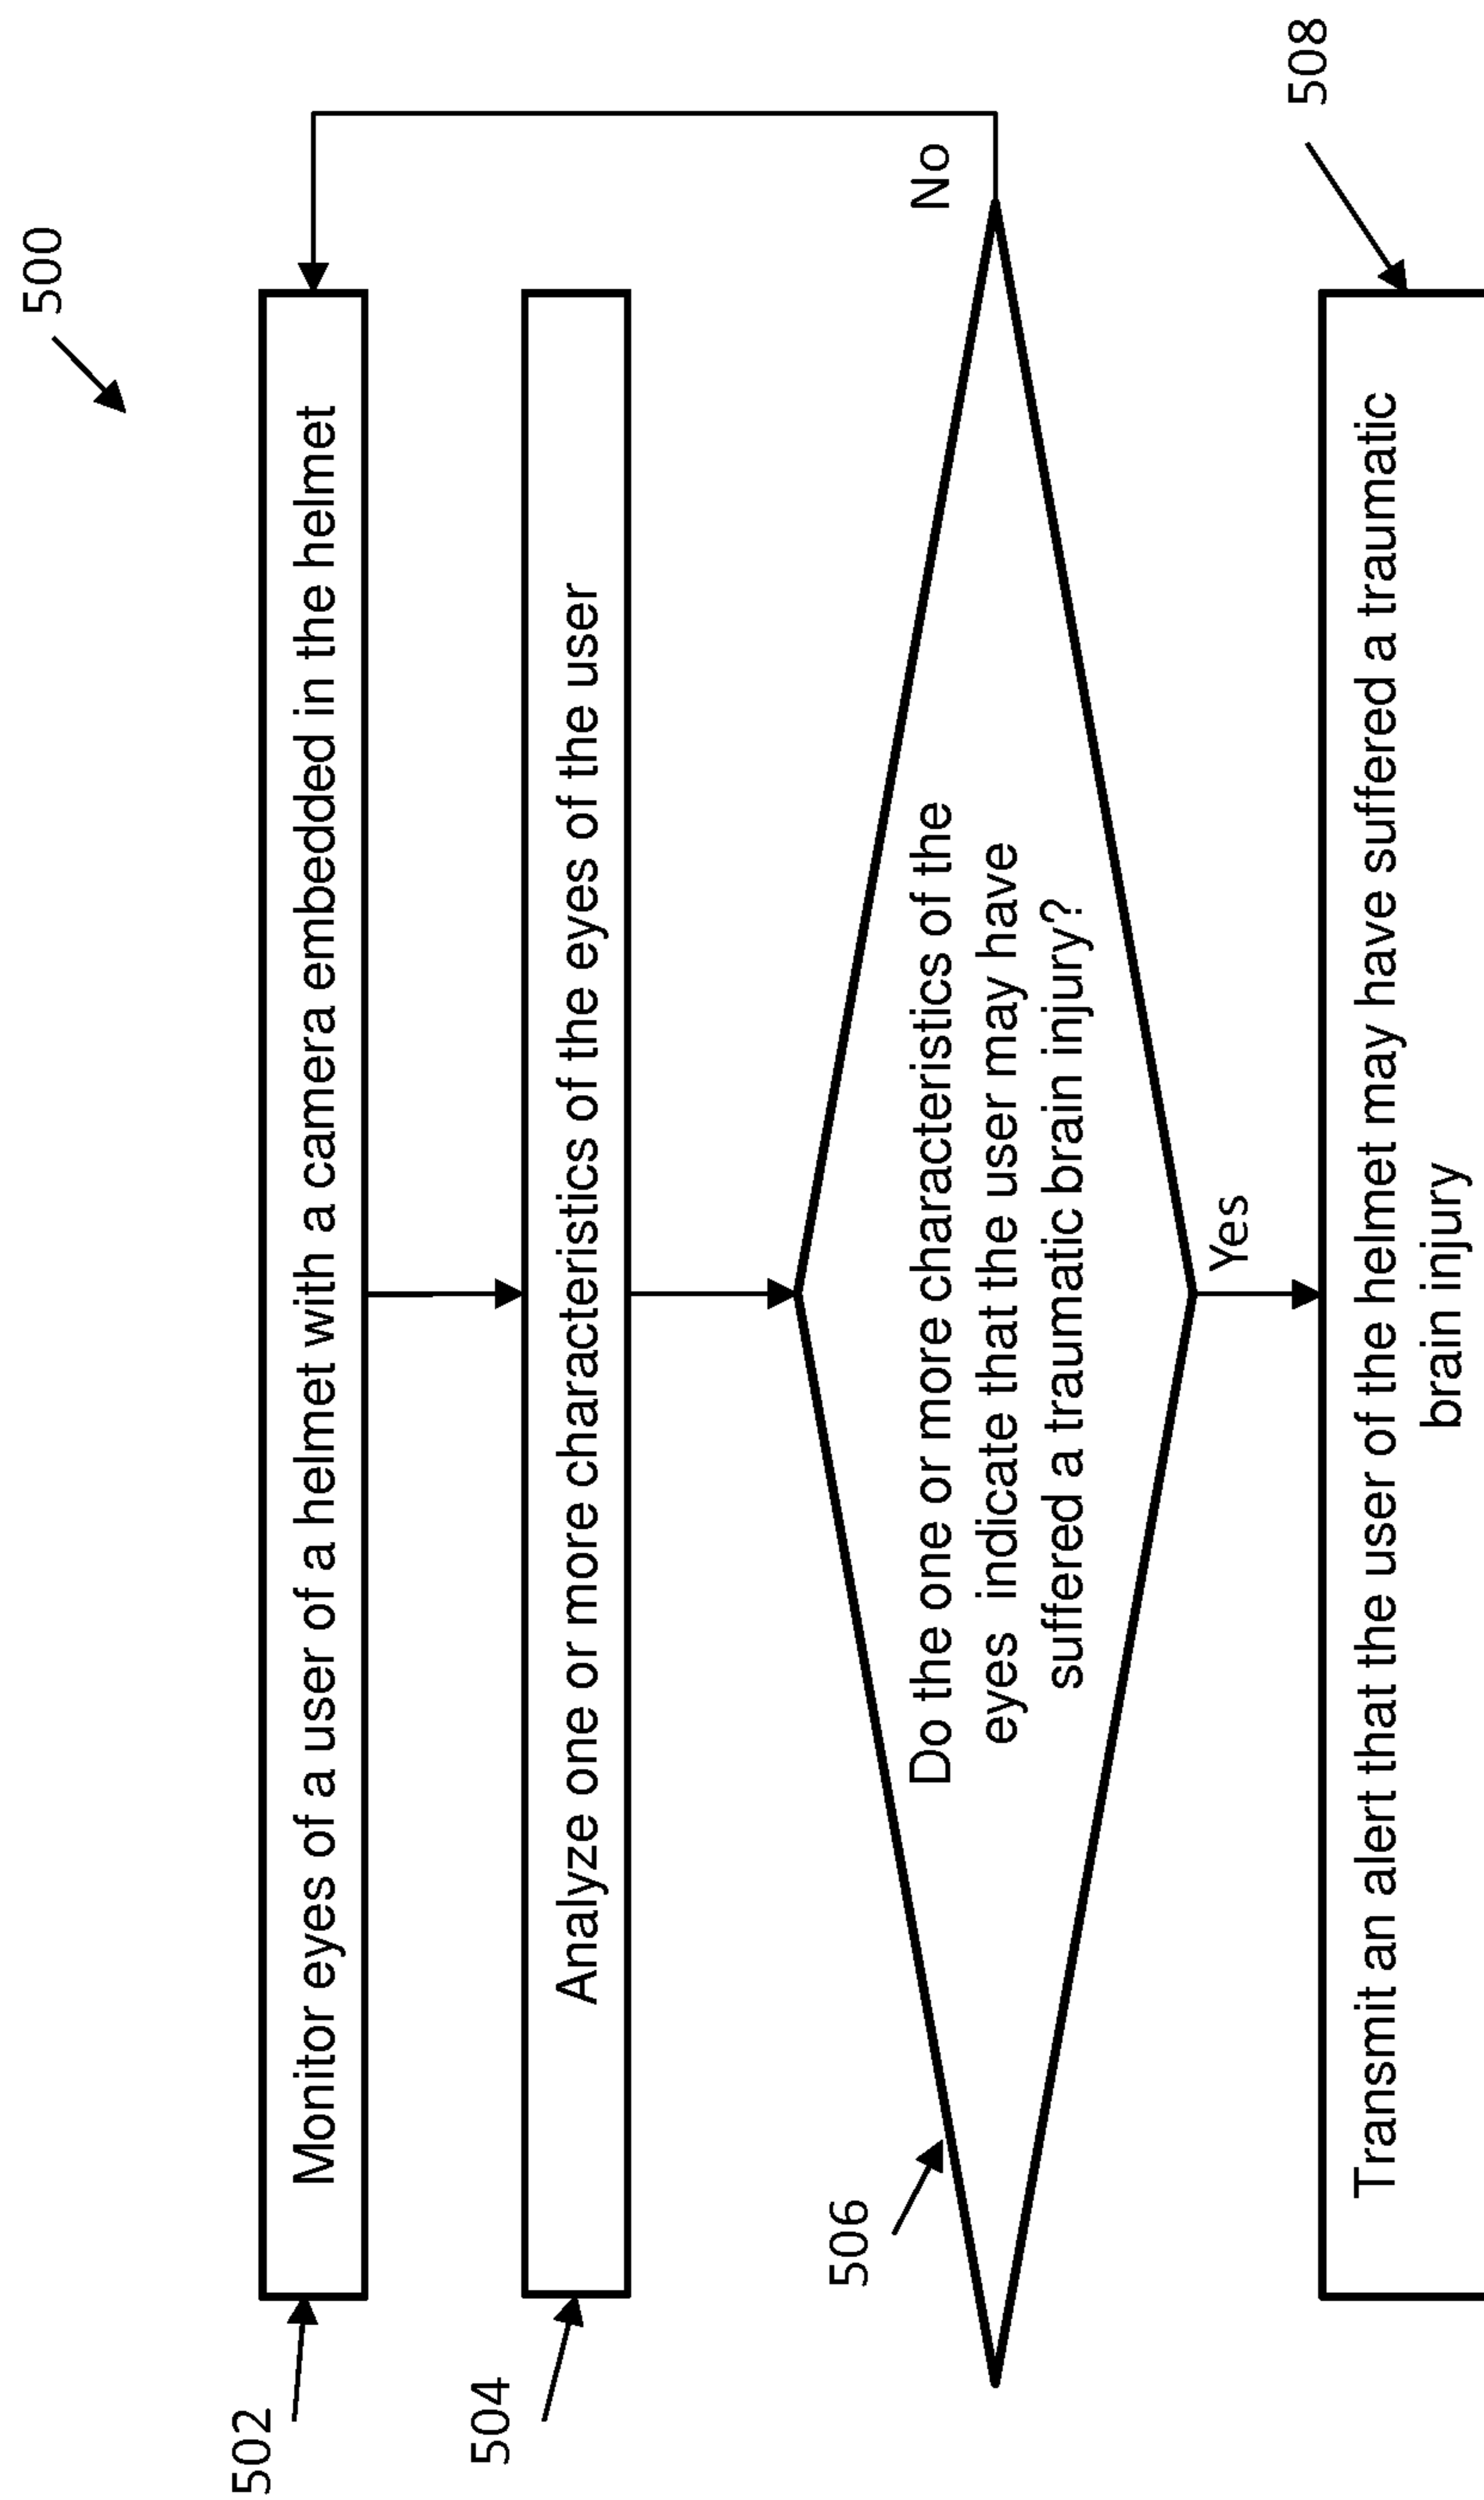 500
502
Monitor eyes of a user of a helmet with a camera embedded in the helmet
504
Analyze one or more characteristics of the eyes of the user
506
Do the one or more characteristics of the
eyes indicate that the user may have
suffered a traumatic brain injury?
No
Yes
508
Transmit an alert that the user of the helmet may have suffered a traumatic
brain injury